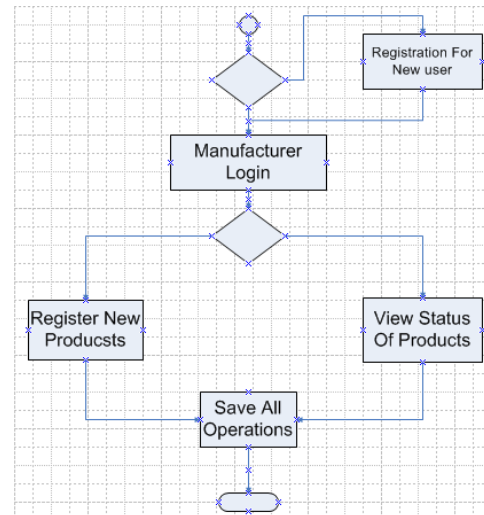 Registration For
New user
Manufacturer
Login
Register New
Producsts
View Status
Of Products
Save All
Operations